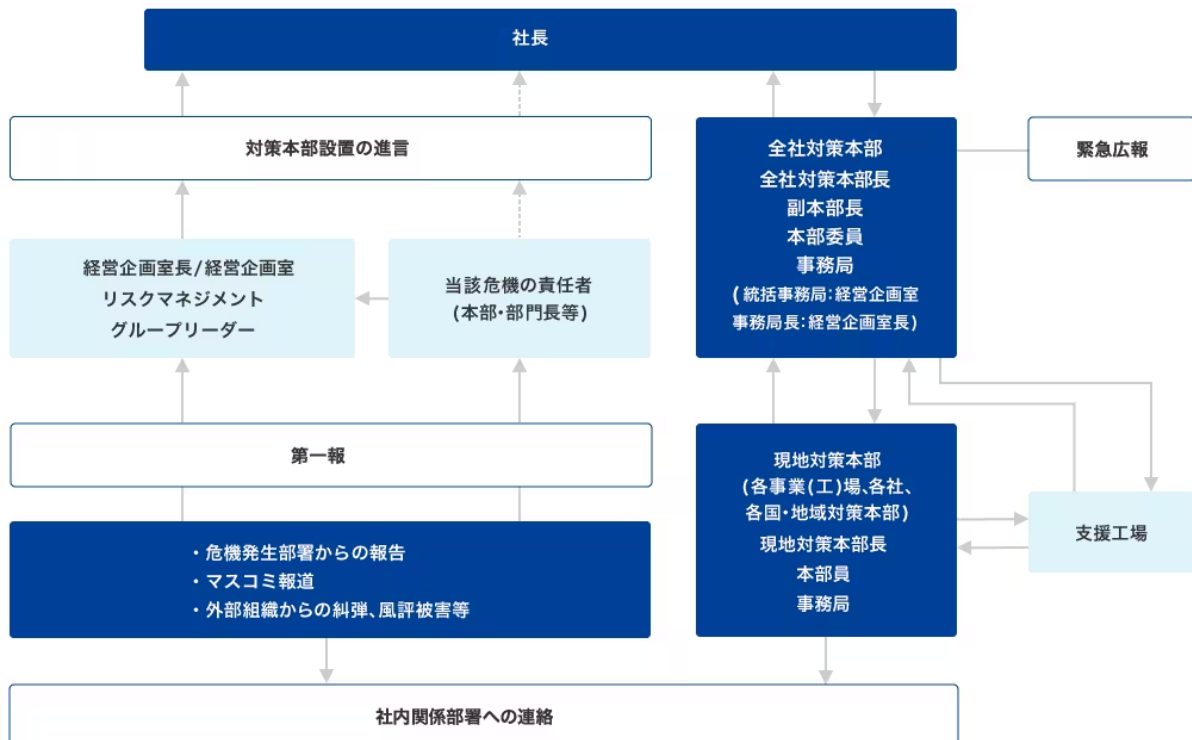 社長
対策本部設置の進言
経営企画室長/経営企画室
リスクマネジメント
グループリーダー
当該危機の責任者
(本部・部門長等)
第一報
・危機発生部署からの報告
・マスコミ報道
・外部組織からの糾弾、風評被害等
全社対策本部
全社対策本部長
副本部長
本部委員
事務局
(統括事務局:経営企画室
事務局長:経営企画室長)
緊急広報
現地対策本部
(各事業(工)場、各社、
各国・地域対策本部)
現地対策本部長
本部員
事務局
支援工場
社内関係部署への連絡